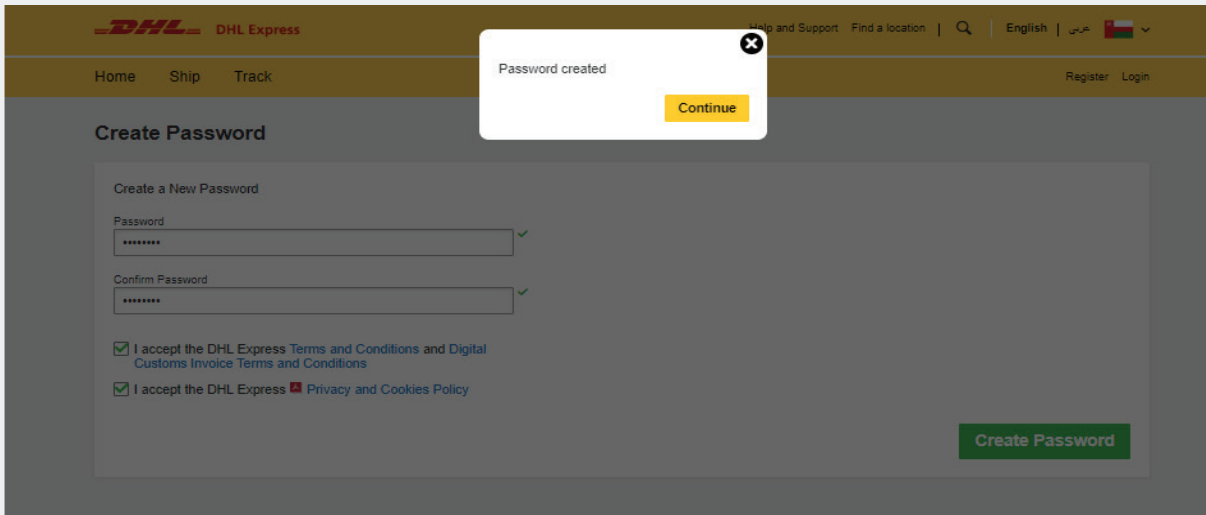 DHL DHL Express
Help and Support Find a location | English | عربي
Password created
Continue
Home Ship Track
Register Login
Create Password
Create a New Password
Password
••••••••
Confirm Password
••••••••
I accept the DHL Express Terms and Conditions and Digital
Customs Invoice Terms and Conditions
I accept the DHL Express Privacy and Cookies Policy
Create Password